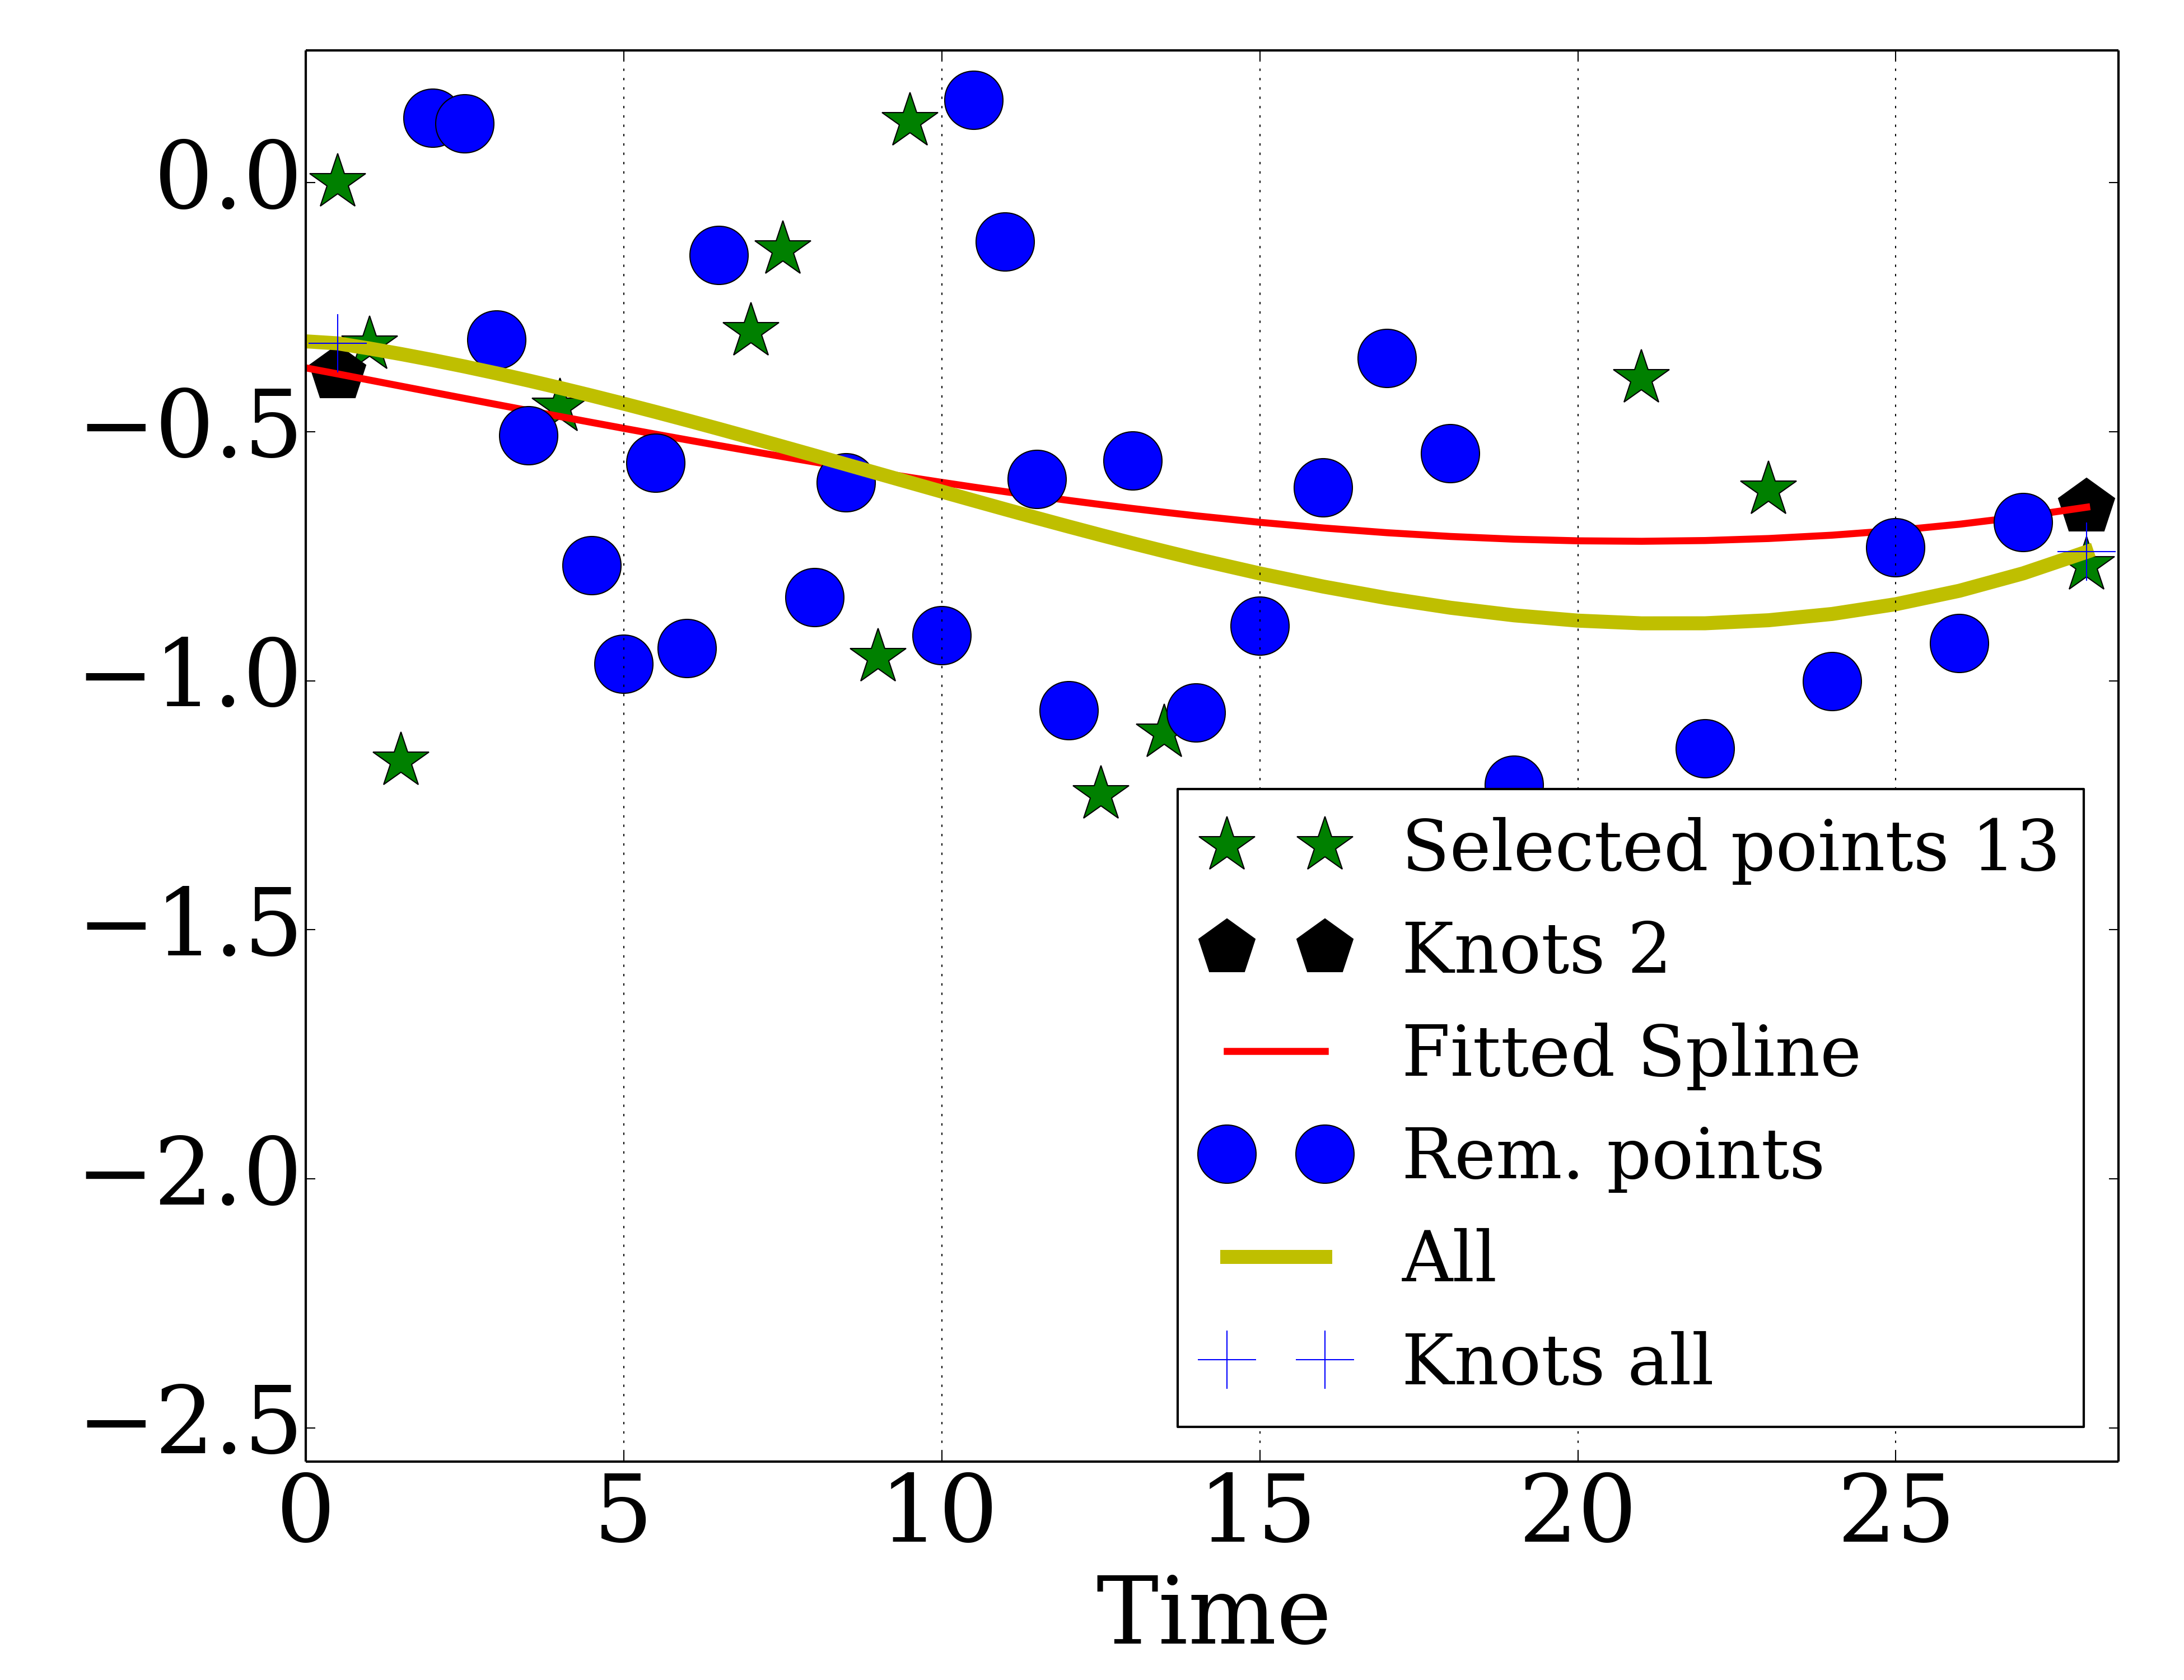 0.0
−0.5
−1.0
−1.5
−2.0
−2.5
Selected points 13
Knots 2
Fitted Spline
Rem. points
All
Knots all
0 5 10 15 20 25
Time